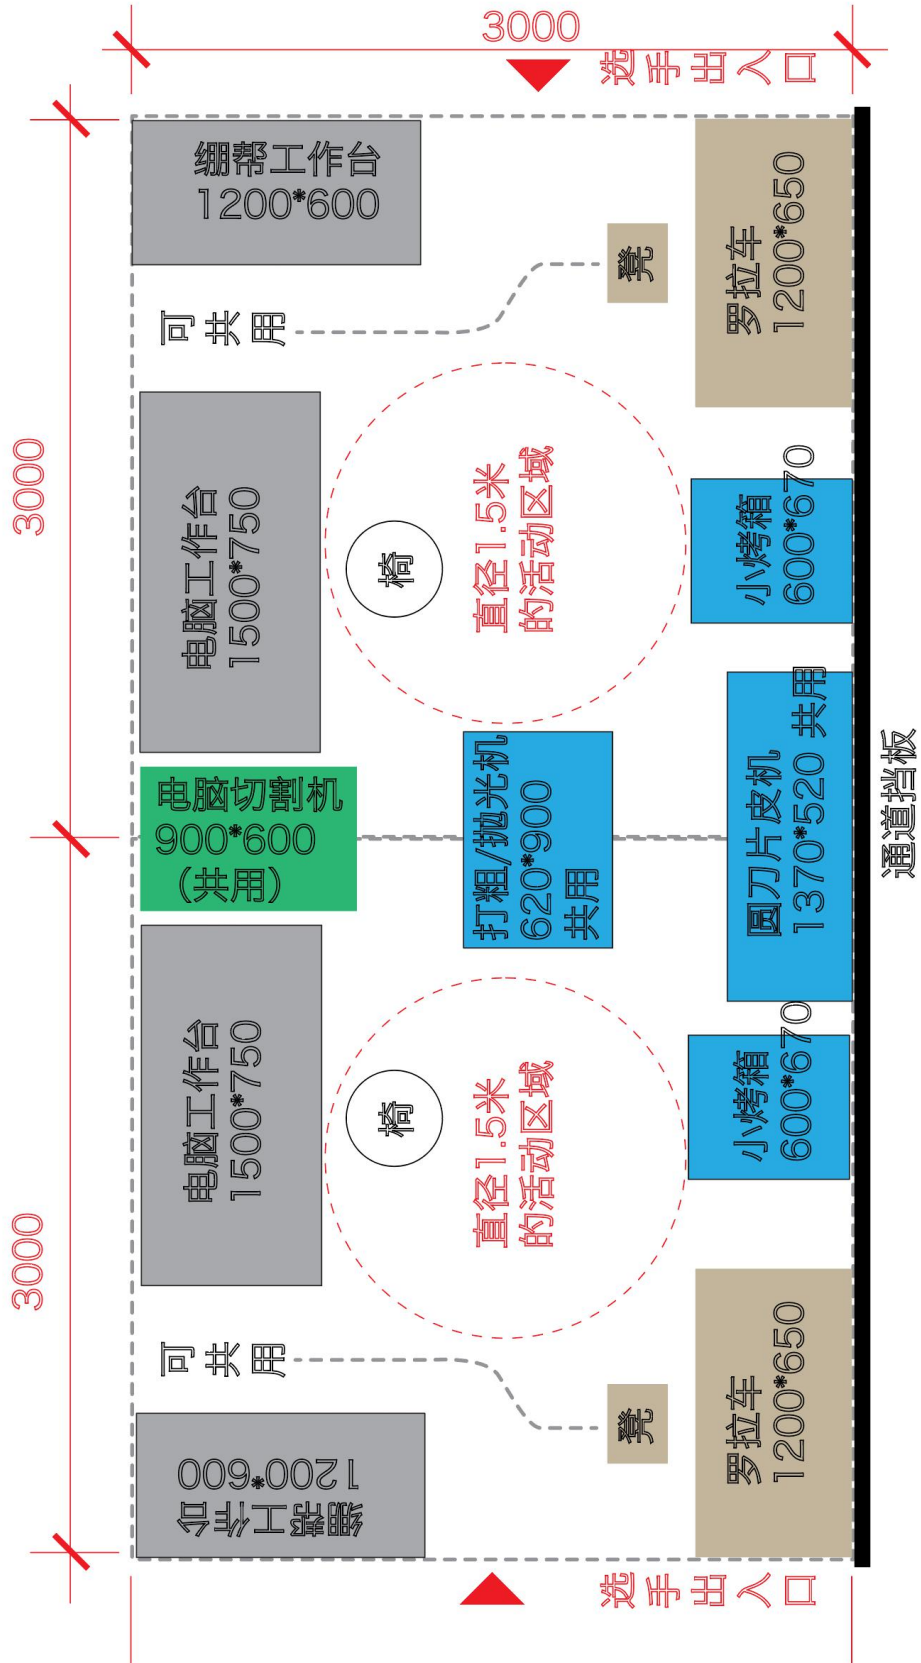 3000
选手出入口
绷帮工作台
1200*600
罗拉车
1200*650
凳
可共用
3000
电脑工作台
1500*750
椅
直径1.5米
的活动区域
小烤箱
600*670
电脑切割机
900*600
（共用）
打粗/抛光机
620*900
共用
圆刀片皮机
1370*520 共用
通道挡板
电脑工作台
1500*750
椅
直径1.5米
的活动区域
小烤箱
600*670
3000
可共用
凳
罗拉车
1200*650
绷帮工作台
1200*600
选手出入口